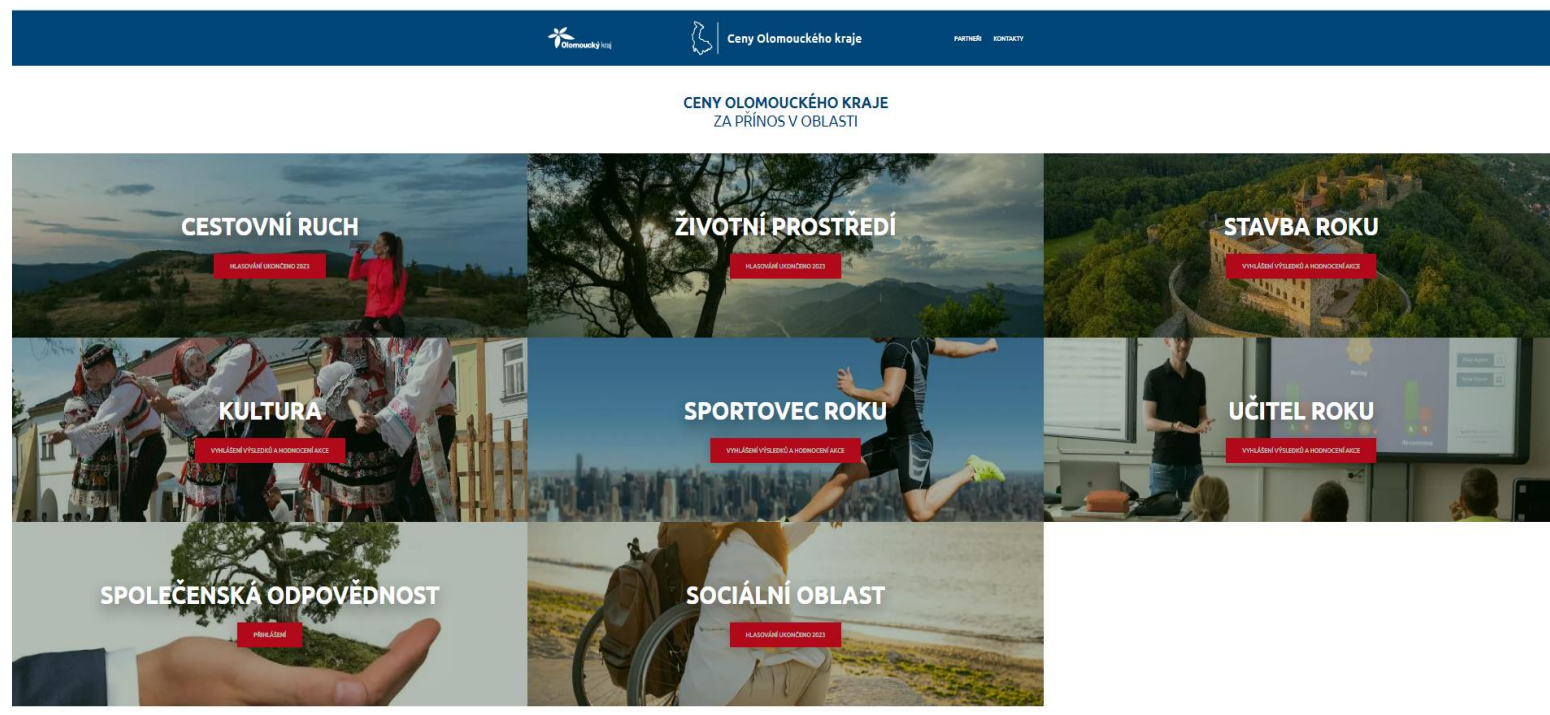 Olomoucký kraj
Ceny Olomouckého kraje
PARTNEŘI KONTAKTY
CENY OLOMOUCKÉHO KRAJE
ZA PŘÍNOS V OBLASTI
CESTOVNÍ RUCH
HLASOVÁNÍ UKONČENO 2023
ŽIVOTNÍ PROSTŘEDÍ
HLASOVÁNÍ UKONČENO 2023
STAVBA ROKU
VYHLÁŠENÍ VÝSLEDKŮ A HODNOCENÍ AKCE
KULTURA
VYHLÁŠENÍ VÝSLEDKŮ A HODNOCENÍ AKCE
SPORTOVEC ROKU
VYHLÁŠENÍ VÝSLEDKŮ A HODNOCENÍ AKCE
UČITEL ROKU
VYHLÁŠENÍ VÝSLEDKŮ A HODNOCENÍ AKCE
SPOLEČENSKÁ ODPOVĚDNOST
PŘIHLÁŠENÍ
SOCIÁLNÍ OBLAST
HLASOVÁNÍ UKONČENO 2023